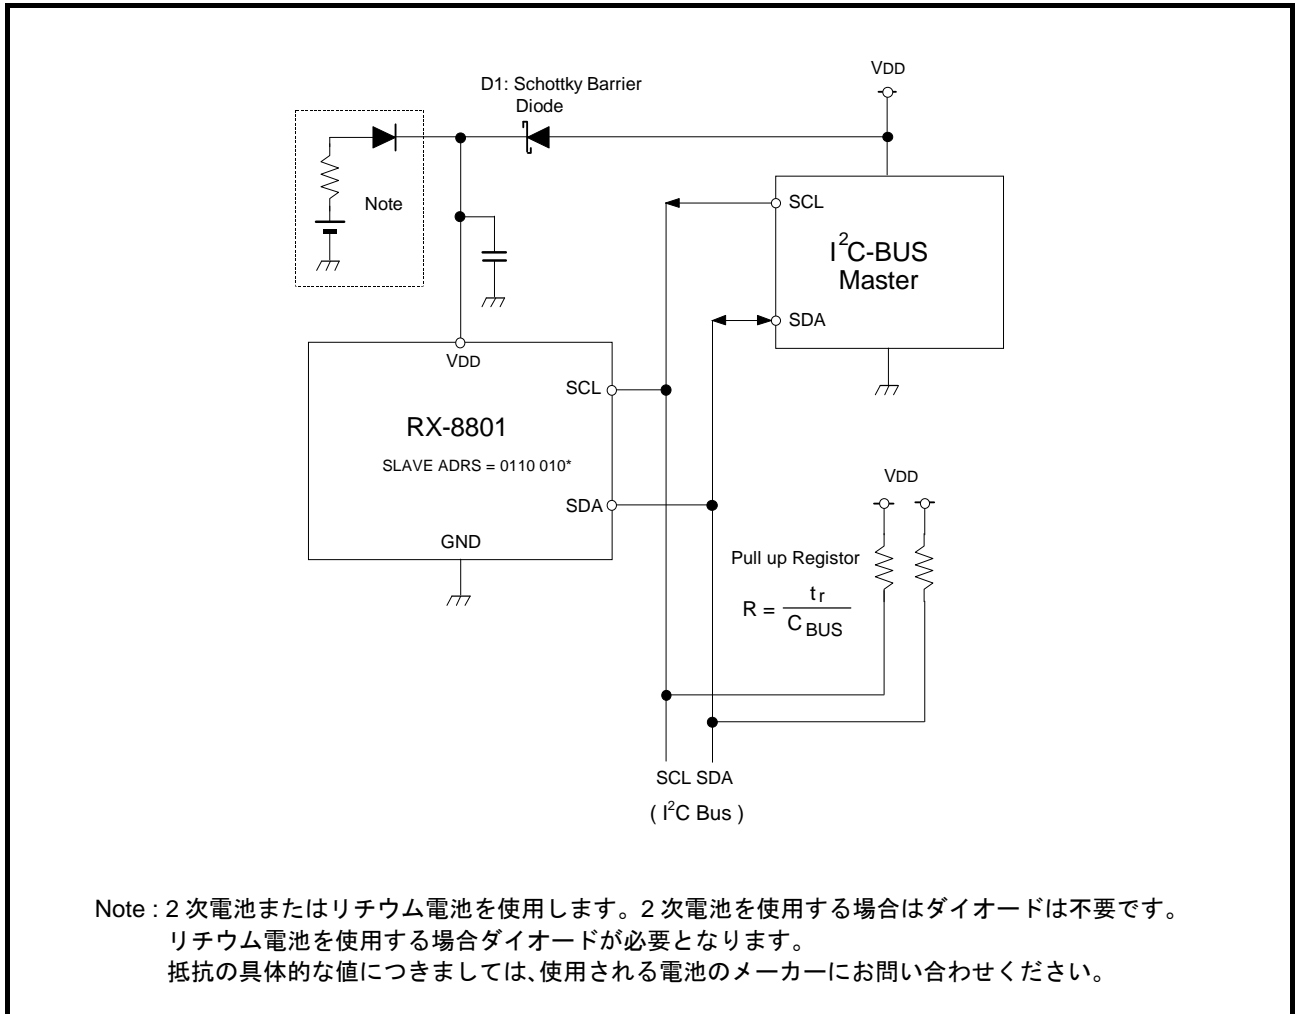 VDD
D1: Schottky Barrier
Diode
Note
SCL
I²C-BUS
Master
SDA
VDD
SCL
RX-8801
SLAVE ADRS = 0110 010*
SDA
GND
VDD
Pull up Registor
R = tr / C BUS
SCL SDA
( I²C Bus )
Note : 2 次電池またはリチウム電池を使用します。2 次電池を使用する場合はダイオードは不要です。
リチウム電池を使用する場合ダイオードが必要となります。
抵抗の具体的な値につきましては、使用される電池のメーカーにお問い合わせください。